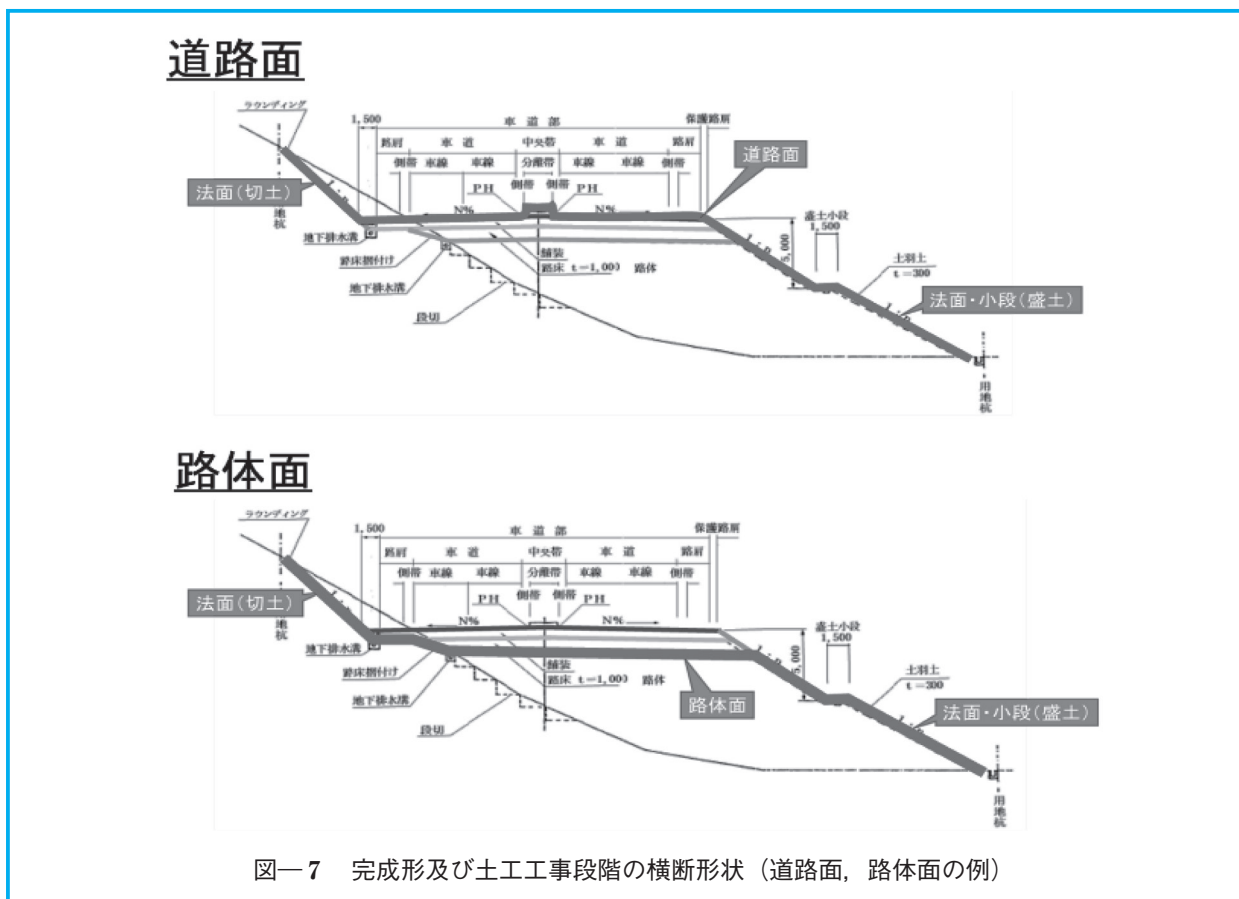 道路面
ラウンディング
1,500
車道部
保護路肩
路肩 車道 中央帯 車道 路肩
側帯 車線 車線 分離帯 車線 車線 側帯
側帯 側帯
PH PH
N% N%
道路面
法面(切土)
1:n
用地杭
地下排水溝
路床摺付け
地下排水溝
段切
舗装
路床 t=1,000 路体
5,000
盛土小段
1,500
1:n
土羽土
t=300
法面・小段(盛土)
1:n
用地杭
路体面
ラウンディング
1,500
車道部
保護路肩
路肩 車道 中央帯 車道 路肩
側帯 車線 車線 分離帯 車線 車線 側帯
側帯 側帯
PH PH
N% N%
法面(切土)
1:n
用地杭
地下排水溝
路床摺付け
地下排水溝
段切
舗装
路床 t=1,000 路体
路体面
5,000
盛土小段
1,500
1:n
土羽土
t=300
法面・小段(盛土)
1:n
用地杭
図―7 完成形及び土工工事段階の横断形状(道路面,路体面の例)